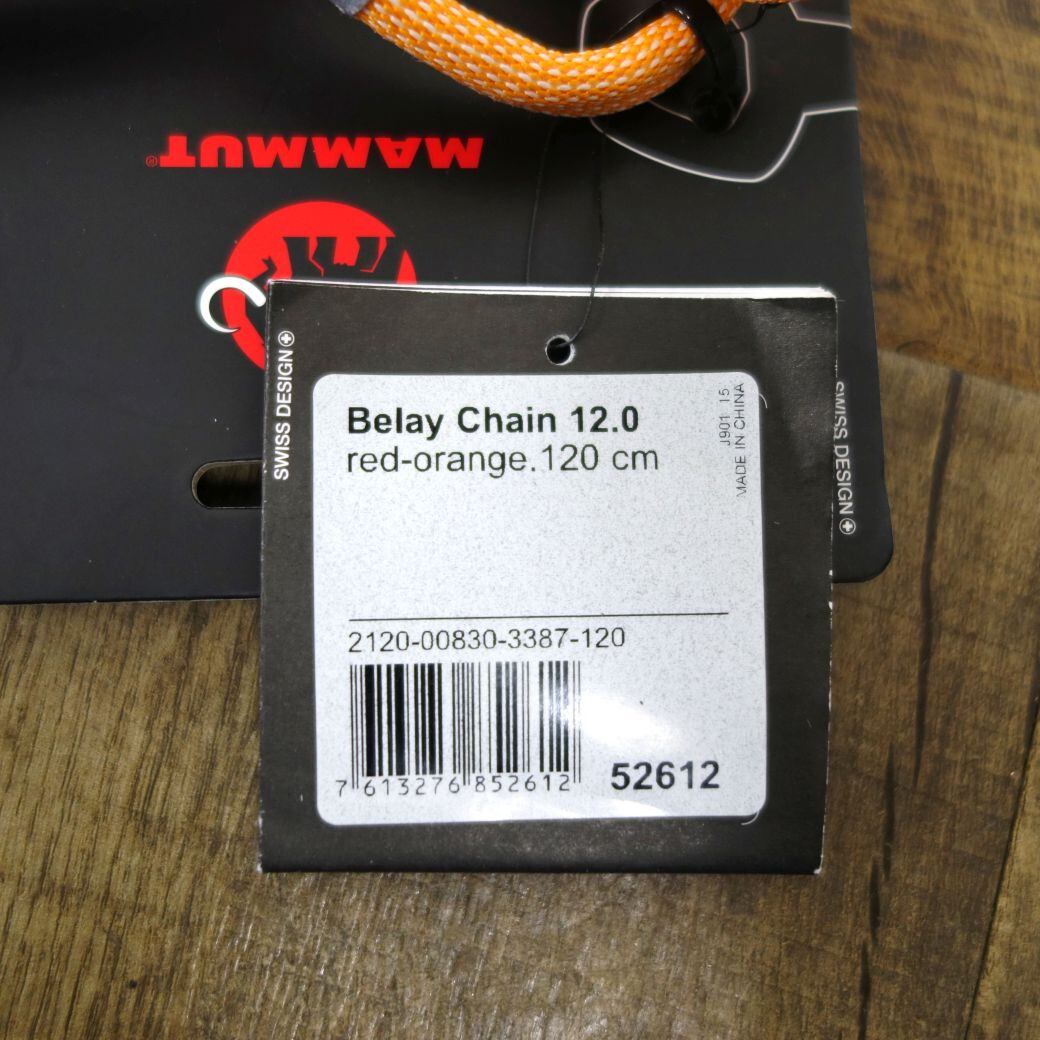 MAMMUT®
SWISS DESIGN
Belay Chain 12.0
red-orange.120 cm
J901 15
MADE IN CHINA
2120-00830-3387-120
7 613276 852612
52612
SWISS DESIGN